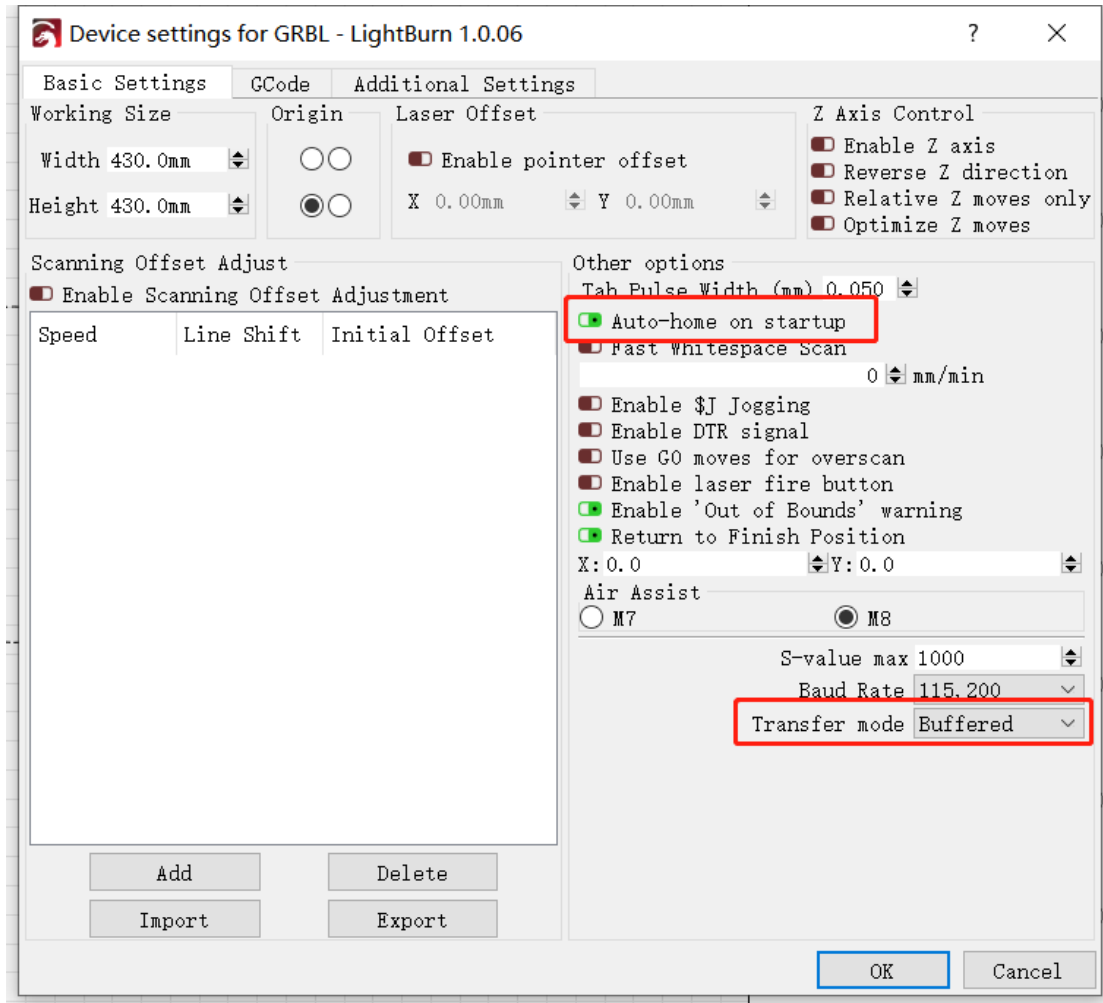 Device settings for GRBL - LightBurn 1.0.06
Basic Settings GCode Additional Settings
Working Size
Width 430.0mm
Height 430.0mm
Origin
Laser Offset
Enable pointer offset
X 0.00mm Y 0.00mm
Z Axis Control
Enable Z axis
Reverse Z direction
Relative Z moves only
Optimize Z moves
Scanning Offset Adjust
Enable Scanning Offset Adjustment
Speed Line Shift Initial Offset
Add Delete
Import Export
Other options
Tab Pulse Width (mm) 0.050
Auto-home on startup
Fast Whitespace Scan
0 mm/min
Enable $J Jogging
Enable DTR signal
Use G0 moves for overscan
Enable laser fire button
Enable 'Out of Bounds' warning
Return to Finish Position
X: 0.0 Y: 0.0
Air Assist
M7 M8
S-value max 1000
Baud Rate 115,200
Transfer mode Buffered
OK Cancel